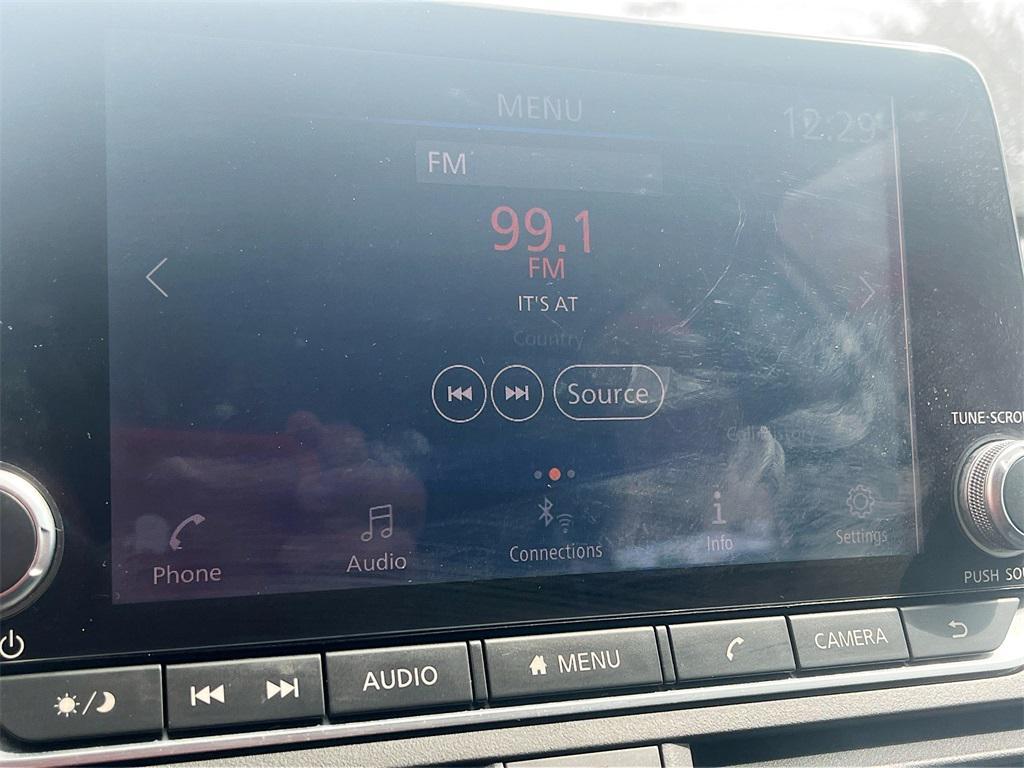 MENU
12:29
FM
99.1
FM
IT'S AT
Country
Source
Phone
Audio
Connections
Info
Settings
TUNE·SCRO
PUSH SOU
AUDIO
MENU
CAMERA